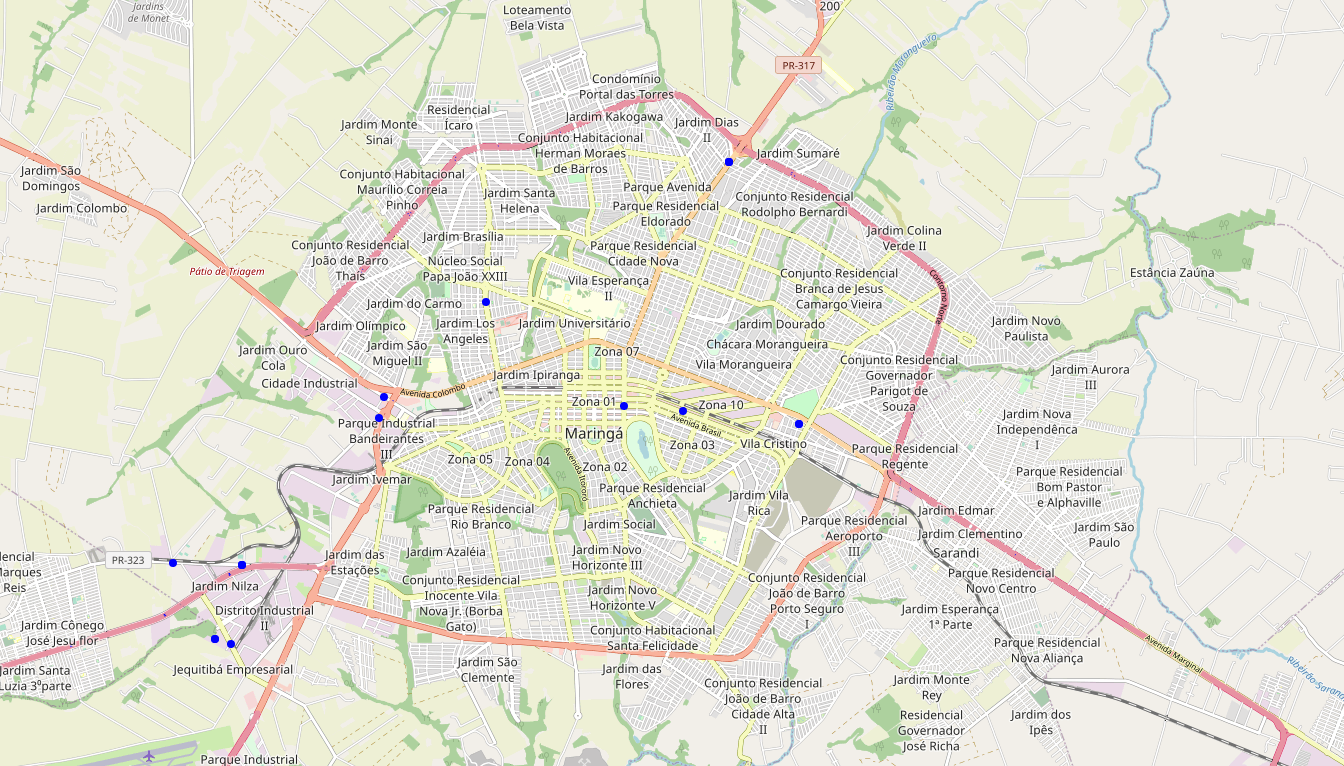 Jardins
de Monet
Loteamento
Bela Vista
200
PR-317
Condomínio
Portal das Torres
Ribeirão Morangueira
Residencial
Ícaro
Jardim Kakogawa
Jardim Monte
Sinai
Jardim Dias
II
Conjunto Habitacional
Herman Moraes
de Barros
Jardim Sumaré
Jardim São
Domingos
Conjunto Habitacional
Maurílio Correia
Pinho
Jardim Santa
Helena
Parque Avenida
Jardim Colombo
Parque Residencial
Eldorado
Conjunto Residencial
Rodolpho Bernardi
Jardim Colina
Verde II
Jardim Brasília
Conjunto Residencial
João de Barro
Thaís
Parque Residencial
Cidade Nova
Pátio de Triagem
Núcleo Social
Papa João XXIII
Estância Zaúna
Vila Esperança
II
Conjunto Residencial
Branca de Jesus
Camargo Vieira
Contorno Norte
Jardim do Carmo
Jardim Olímpico
Jardim Los
Angeles
Jardim Universitário
Jardim Dourado
Jardim Novo
Paulista
Jardim Ouro
Cola
Jardim São
Miguel II
Zona 07
Chácara Morangueira
Vila Morangueira
Conjunto Residencial
Governador
Parigot de
Souza
Jardim Aurora
III
Cidade Industrial
Avenida Colombo
Jardim Ipiranga
Zona 01
Zona 10
Jardim Nova
Independênca
I
Parque Industrial
Bandeirantes
III
Maringá
Avenida Brasil
Zona 03
Vila Cristino
Parque Residencial
Regente
Zona 05
Zona 04
Avenida Itororó
Zona 02
Jardim Ivemar
Parque Residencial
Bom Pastor
e Alphaville
Parque Residencial
Anchieta
Jardim Vila
Rica
Parque Residencial
Rio Branco
Jardim Social
Parque Residencial
Aeroporto
III
Jardim Edmar
Jardim Clementino
Jardim São
Paulo
Sarandi
PR-323
Jardim das
Estações
Jardim Azaléia
Jardim Novo
Horizonte III
dencial
Marques
Reis
Jardim Nilza
Conjunto Residencial
Inocente Vila
Nova Jr. (Borba
Gato)
Jardim Novo
Horizonte V
Conjunto Residencial
João de Barro
Porto Seguro
I
Parque Residencial
Novo Centro
Distrito Industrial
II
Jardim Esperança
1ª Parte
Jardim Cônego
José Jesu flor
Conjunto Habitacional
Santa Felicidade
Parque Residencial
Nova Aliança
Avenida Marginal
Jardim Santa
Luzia 3ªparte
Jequitibá Empresarial
Jardim São
Clemente
Jardim das
Flores
Ribeirão-Saran
Conjunto Residencial
João de Barro
Cidade Alta
II
Jardim Monte
Rey
Residencial
Governador
José Richa
Jardim dos
Ipês
Parque Industrial